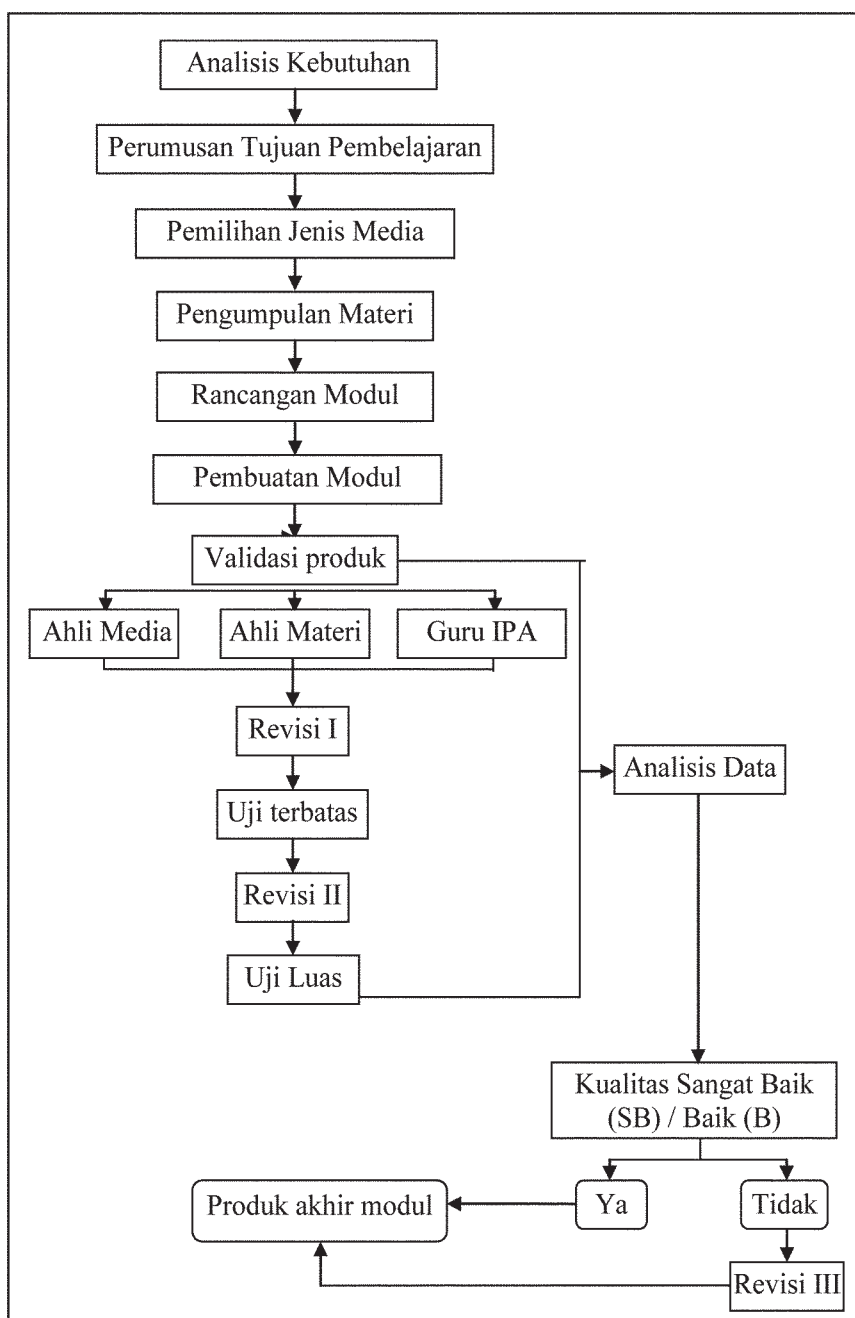 Analisis Kebutuhan
Perumusan Tujuan Pembelajaran
Pemilihan Jenis Media
Pengumpulan Materi
Rancangan Modul
Pembuatan Modul
Validasi produk
Ahli Media
Ahli Materi
Guru IPA
Revisi I
Analisis Data
Uji terbatas
Revisi II
Uji Luas
Kualitas Sangat Baik
(SB) / Baik (B)
Produk akhir modul
Ya
Tidak
Revisi III